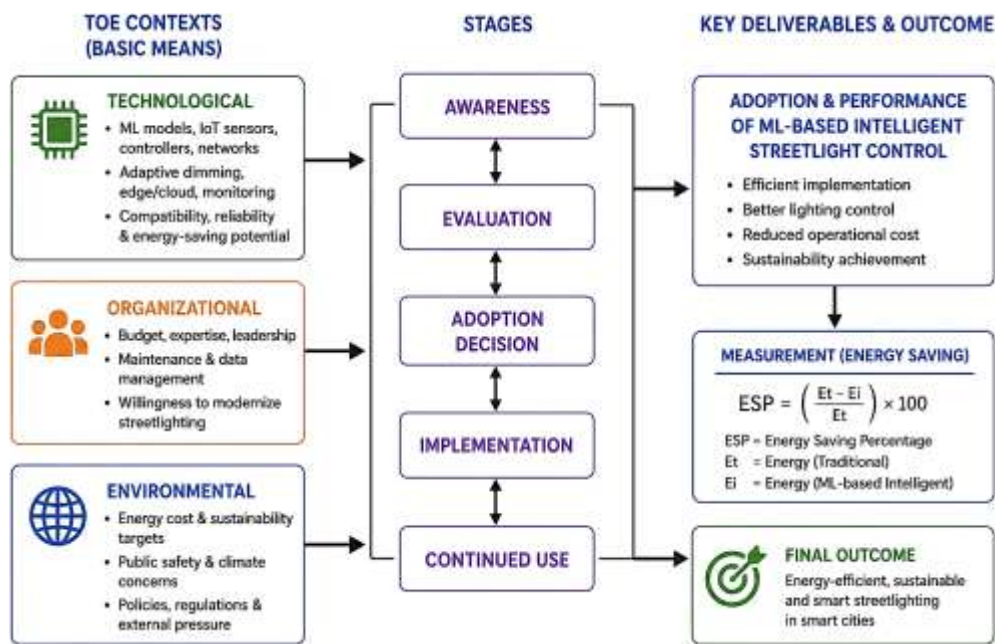 TOE CONTEXTS
(BASIC MEANS)
TECHNOLOGICAL
• ML models, IoT sensors,
controllers, networks
• Adaptive dimming,
edge/cloud, monitoring
• Compatibility, reliability
& energy-saving potential
ORGANIZATIONAL
• Budget, expertise, leadership
• Maintenance & data
management
• Willingness to modernize
streetlighting
ENVIRONMENTAL
• Energy cost & sustainability
targets
• Public safety & climate
concerns
• Policies, regulations &
external pressure
STAGES
AWARENESS
EVALUATION
ADOPTION
DECISION
IMPLEMENTATION
CONTINUED USE
KEY DELIVERABLES & OUTCOME
ADOPTION & PERFORMANCE
OF ML-BASED INTELLIGENT
STREETLIGHT CONTROL
• Efficient implementation
• Better lighting control
• Reduced operational cost
• Sustainability achievement
MEASUREMENT (ENERGY SAVING)
ESP = ( Et – Ei / Et ) × 100
ESP = Energy Saving Percentage
Et = Energy (Traditional)
Ei = Energy (ML-based Intelligent)
FINAL OUTCOME
Energy-efficient, sustainable
and smart streetlighting
in smart cities